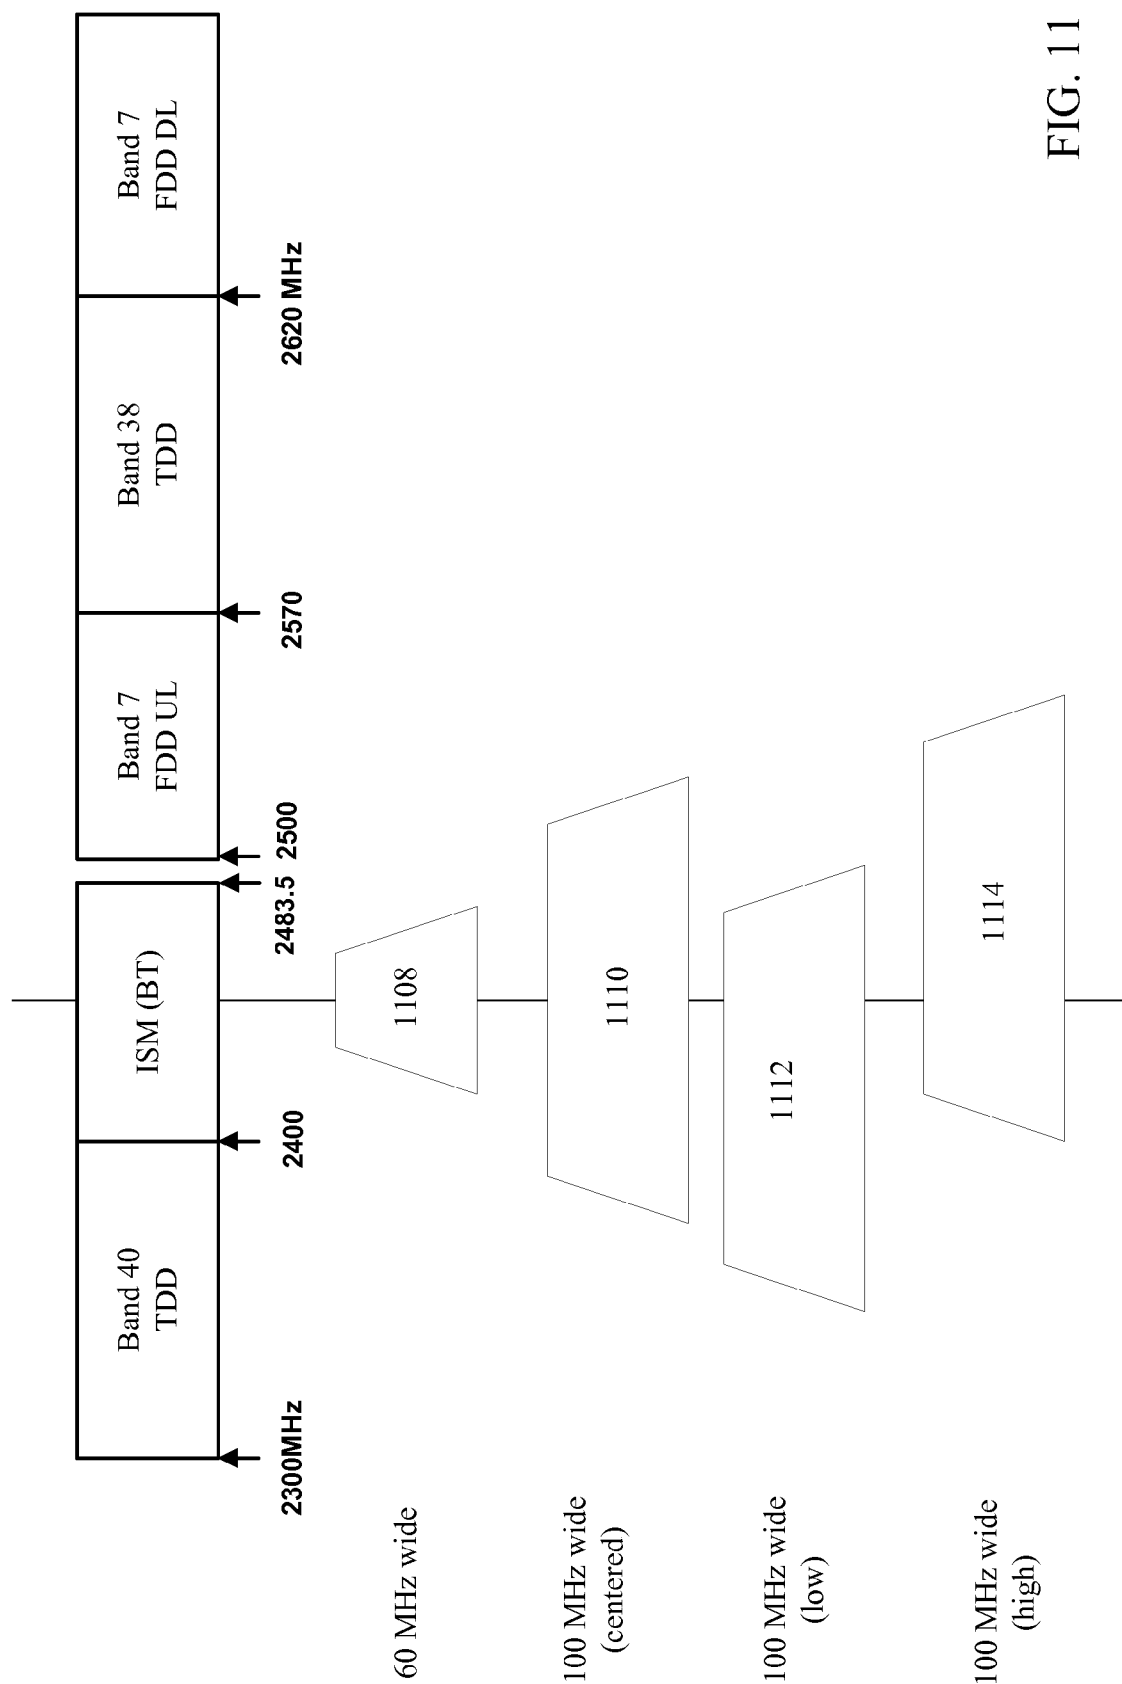 Band 40
TDD
ISM (BT)
Band 7
FDD UL
Band 38
TDD
Band 7
FDD DL
2300MHz
2400
2483.5
2500
2570
2620 MHz
60 MHz wide
1108
100 MHz wide
(centered)
1110
100 MHz wide
(low)
1112
100 MHz wide
(high)
1114
FIG. 11